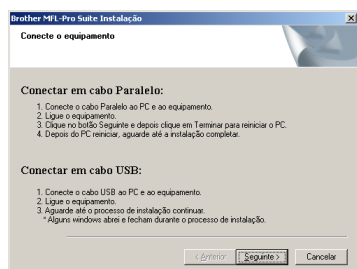 Brother MFL-Pro Suite Instalação
Conecte o equipamento
Conectar em cabo Paralelo:
1. Conecte o cabo Paralelo ao PC e ao equipamento.
2. Ligue o equipamento.
3. Clique no botão Seguinte e depois clique em Terminar para reiniciar o PC.
4. Depois do PC reiniciar, aguarde até a instalação completar.
Conectar em cabo USB:
1. Conecte o cabo USB ao PC e ao equipamento.
2. Ligue o equipamento.
3. Aguarde até o processo de instalação continuar.
* Alguns windows abrem e fecham durante o processo de instalação.
< Anterior Seguinte > Cancelar